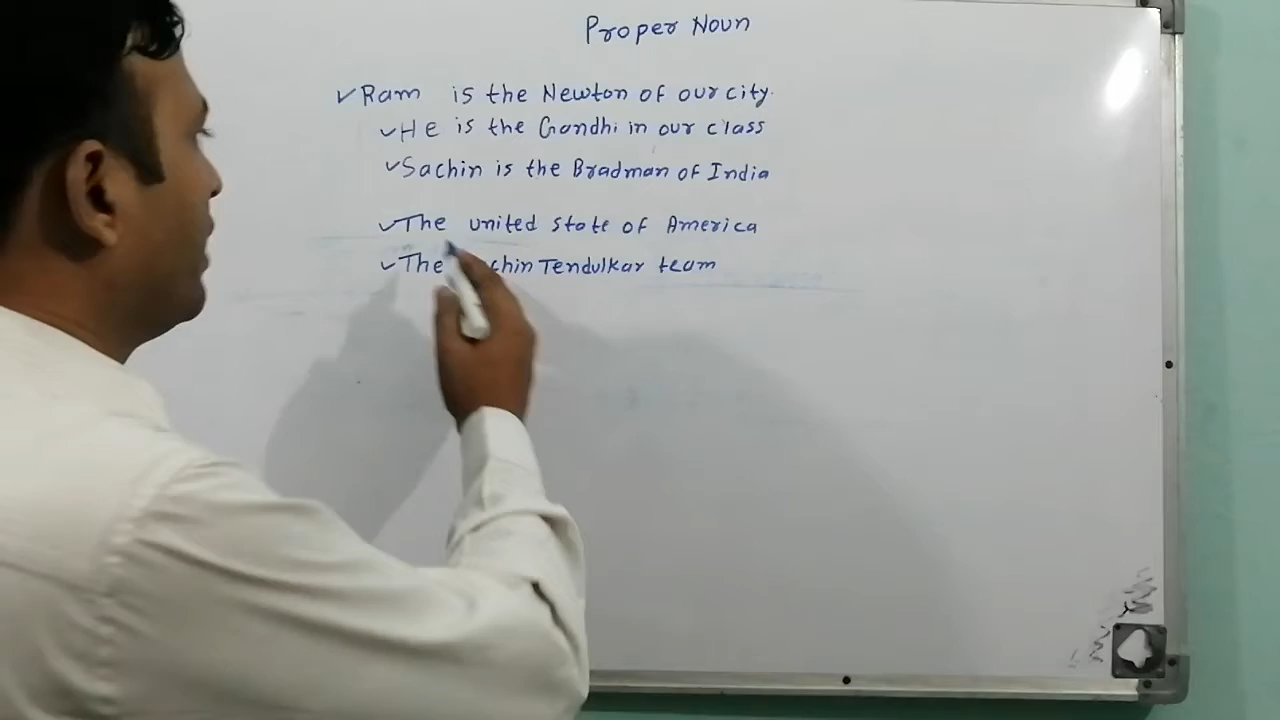 Proper Noun
✓Ram is the Newton of our city.
✓He is the Gandhi in our class
✓Sachin is the Bradman of India
✓The united state of America
✓The Tendulkar team